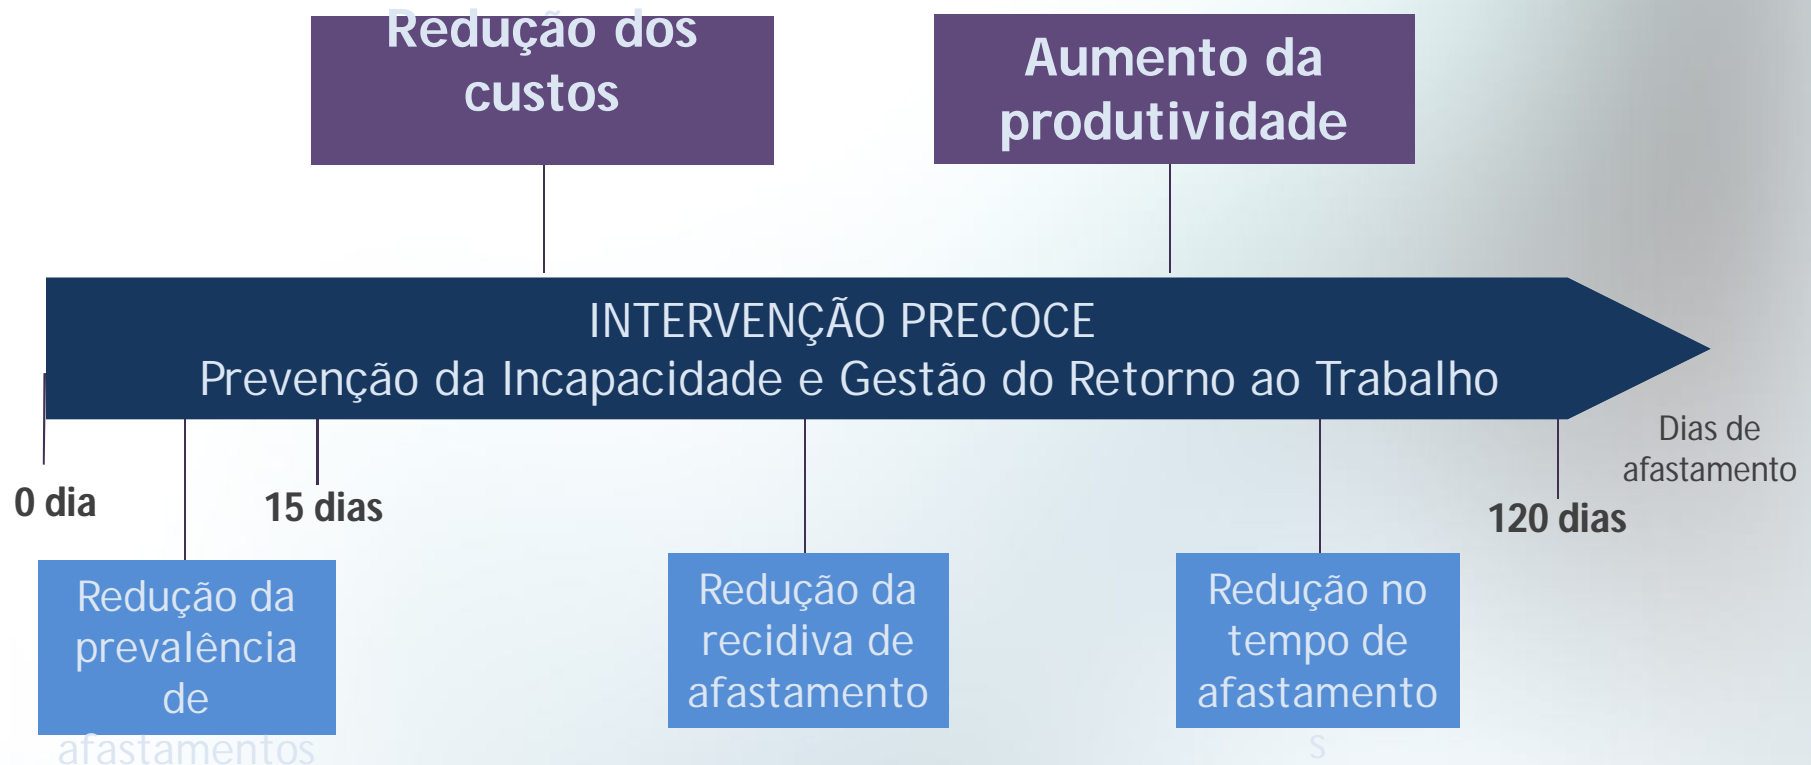 Redução dos
custos
Aumento da
produtividade
INTERVENÇÃO PRECOCE
Prevenção da Incapacidade e Gestão do Retorno ao Trabalho
Dias de
afastamento
0 dia
15 dias
120 dias
Redução da
prevalência
de
afastamentos
Redução da
recidiva de
afastamento
Redução no
tempo de
afastamento
s